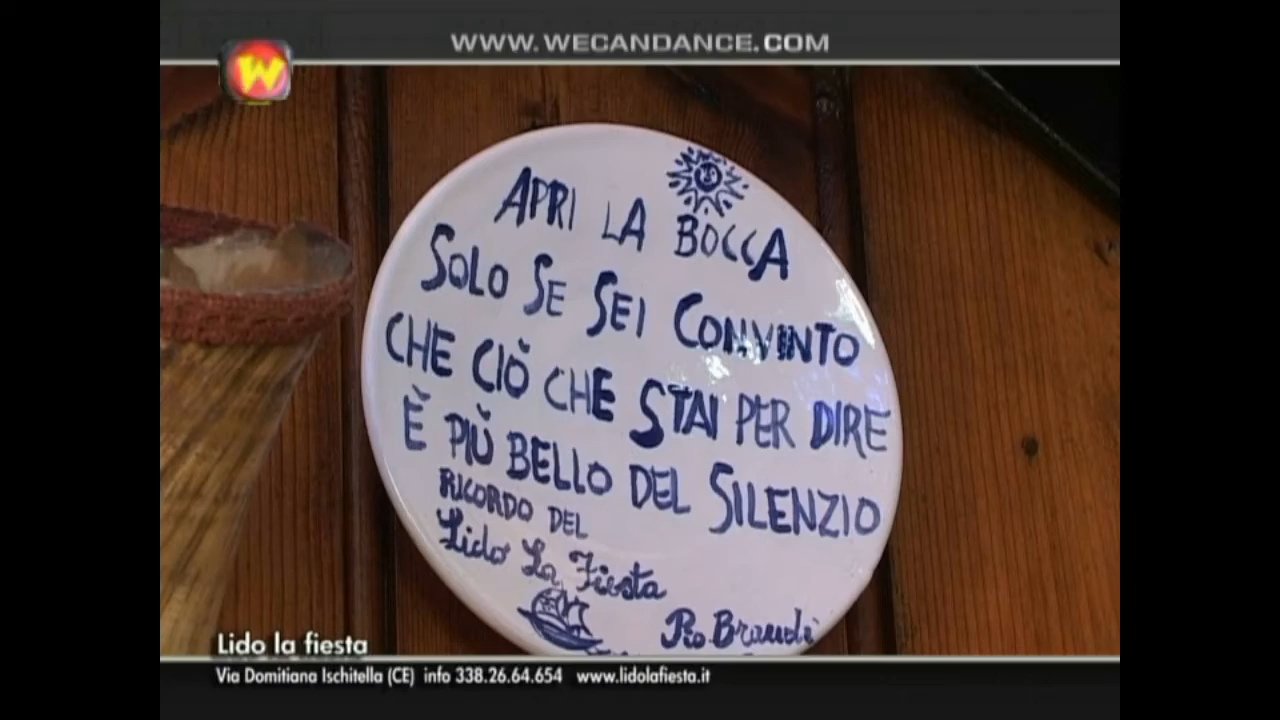 WWW.WECANDANCE.COM
W
APRI LA BOCCA
SOLO SE SEI CONVINTO
CHE CIÒ CHE STAI PER DIRE
È PIÙ BELLO DEL SILENZIO
RICORDO DEL
Lido La Fiesta
Pio Brandi
Lido la fiesta
Via Domitiana Ischitella (CE) info 338.26.64.654 www.lidolafiesta.it